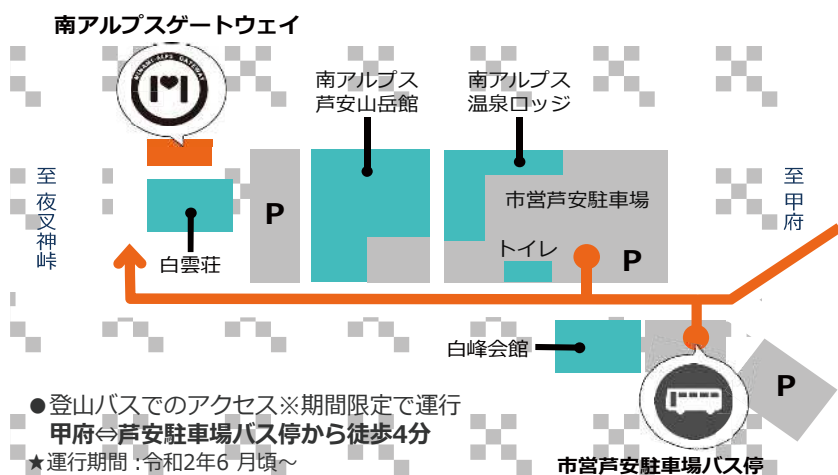 南アルプスゲートウェイ
MINAMI-ALPS GATEWAY
南アルプス
芦安山岳館
南アルプス
温泉ロッジ
至 夜叉神峠
至 甲府
P
市営芦安駐車場
トイレ
P
白雲荘
白峰会館
P
●登山バスでのアクセス※期間限定で運行
甲府⇔芦安駐車場バス停から徒歩4分
★運行期間:令和2年6月頃～
市営芦安駐車場バス停